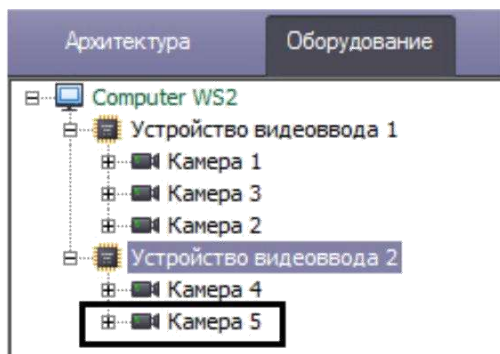 Архитектура Оборудование
Computer WS2
Устройство видеоввода 1
Камера 1
Камера 3
Камера 2
Устройство видеоввода 2
Камера 4
Камера 5